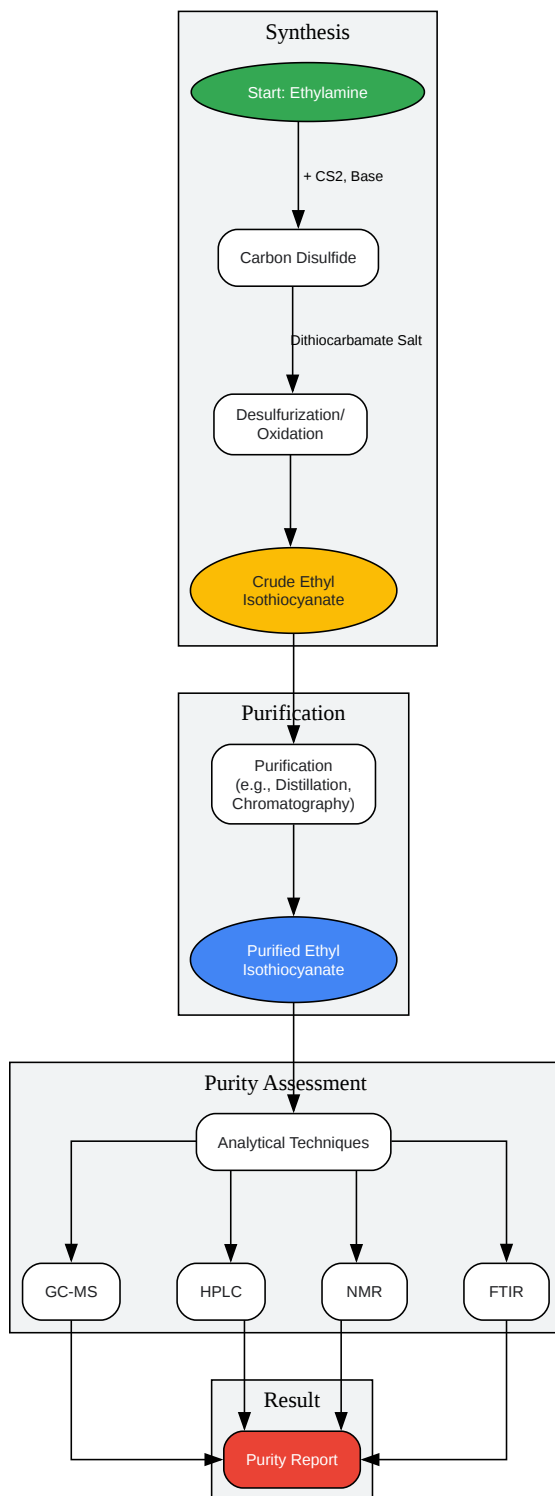 Synthesis
Start: Ethylamine
+ CS2, Base
Carbon Disulfide
Dithiocarbamate Salt
Desulfurization/
Oxidation
Crude Ethyl
Isothiocyanate
Purification
Purification
(e.g., Distillation,
Chromatography)
Purified Ethyl
Isothiocyanate
Purity Assessment
Analytical Techniques
GC-MS
HPLC
NMR
FTIR
Result
Purity Report